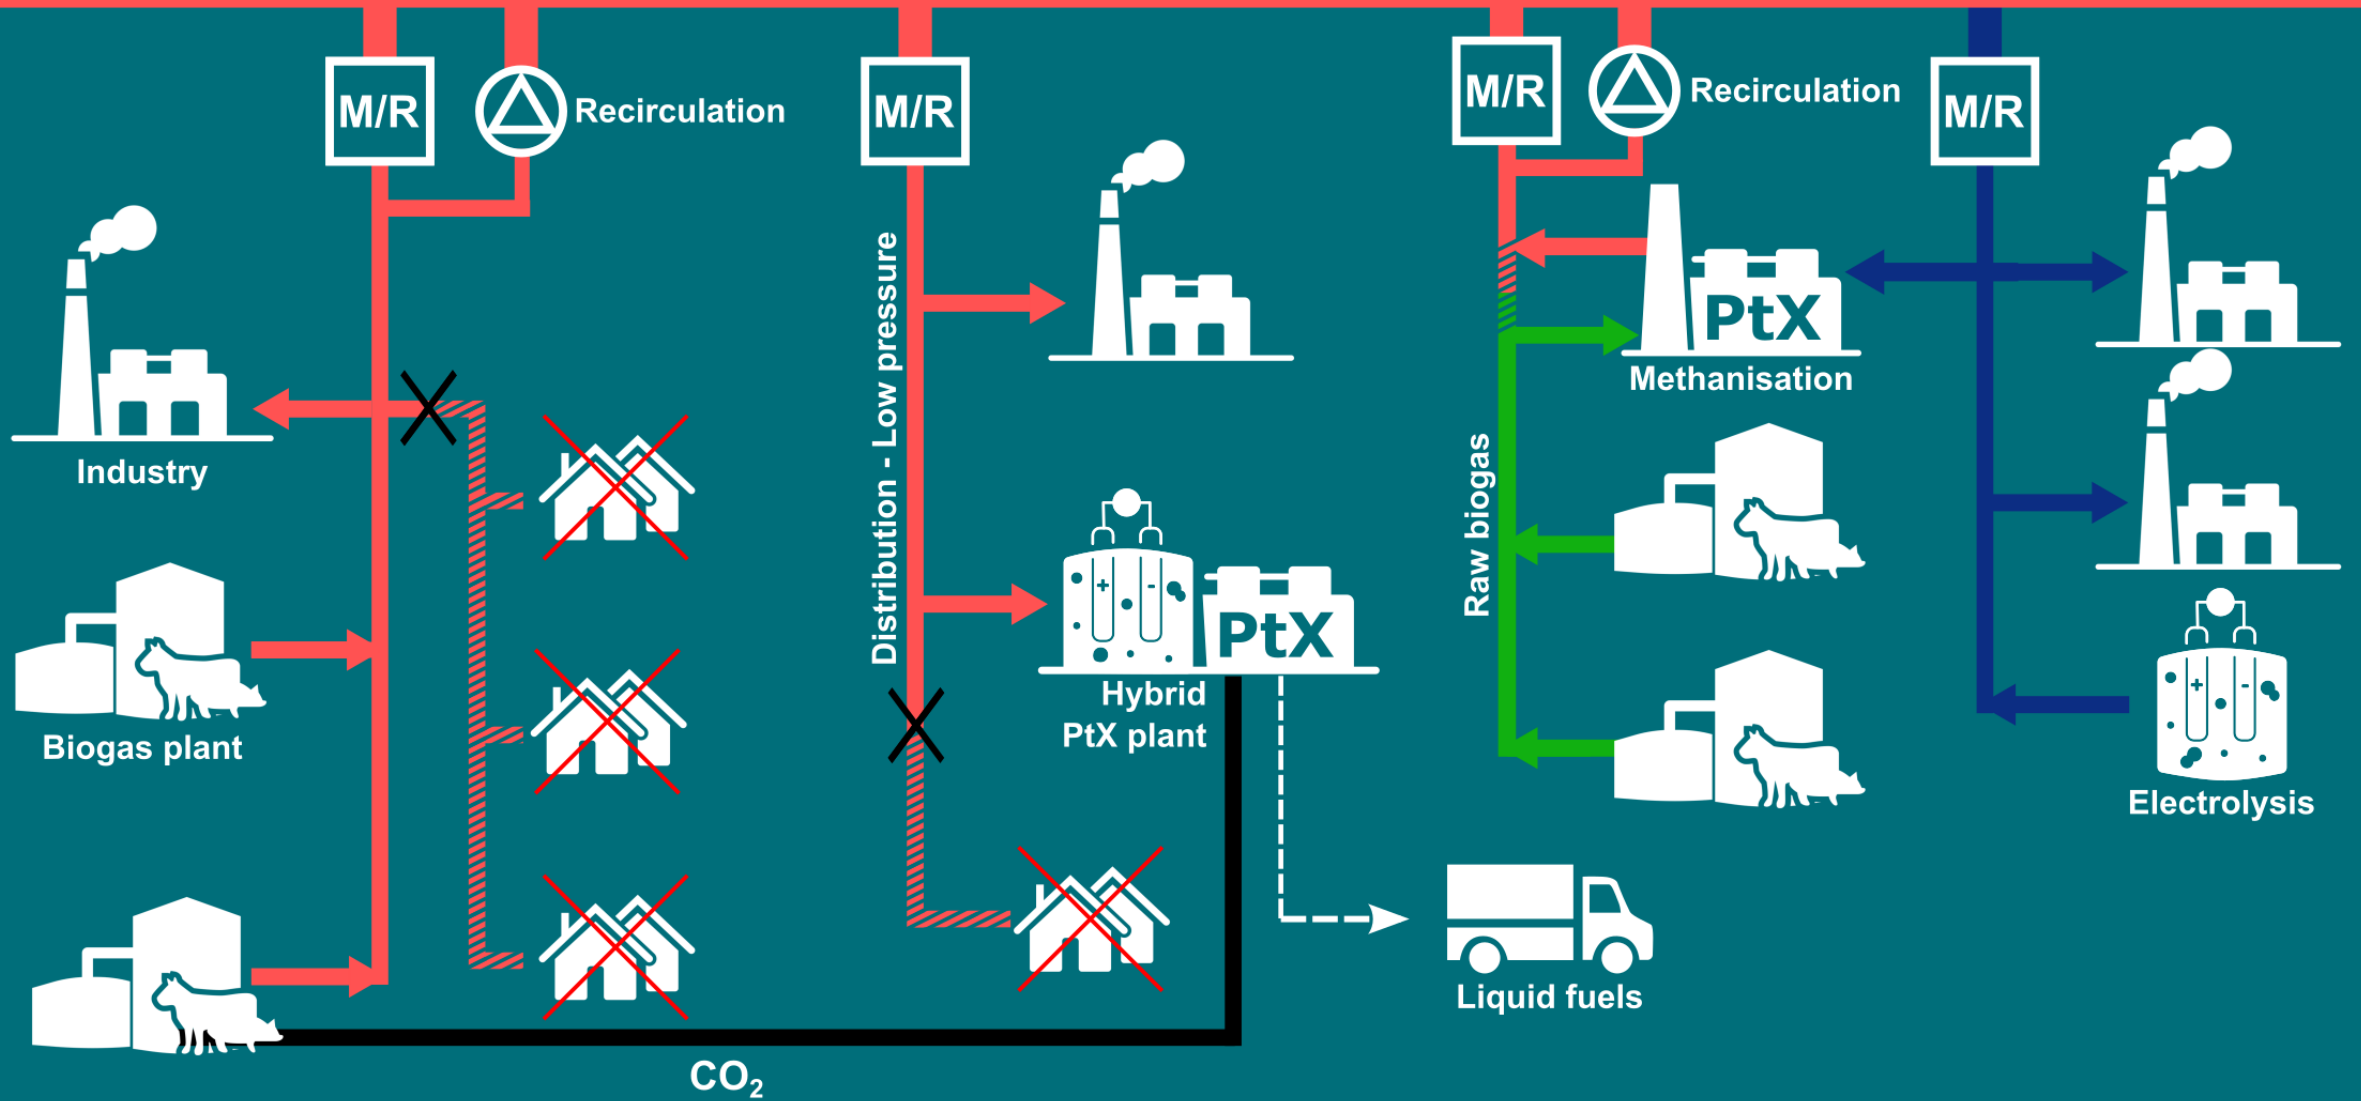 M/R
Recirculation
M/R
M/R
Recirculation
M/R
Distribution - Low pressure
PtX
Methanisation
Industry
Raw biogas
+ -
PtX
Hybrid
PtX plant
Biogas plant
+ -
Electrolysis
Liquid fuels
CO₂